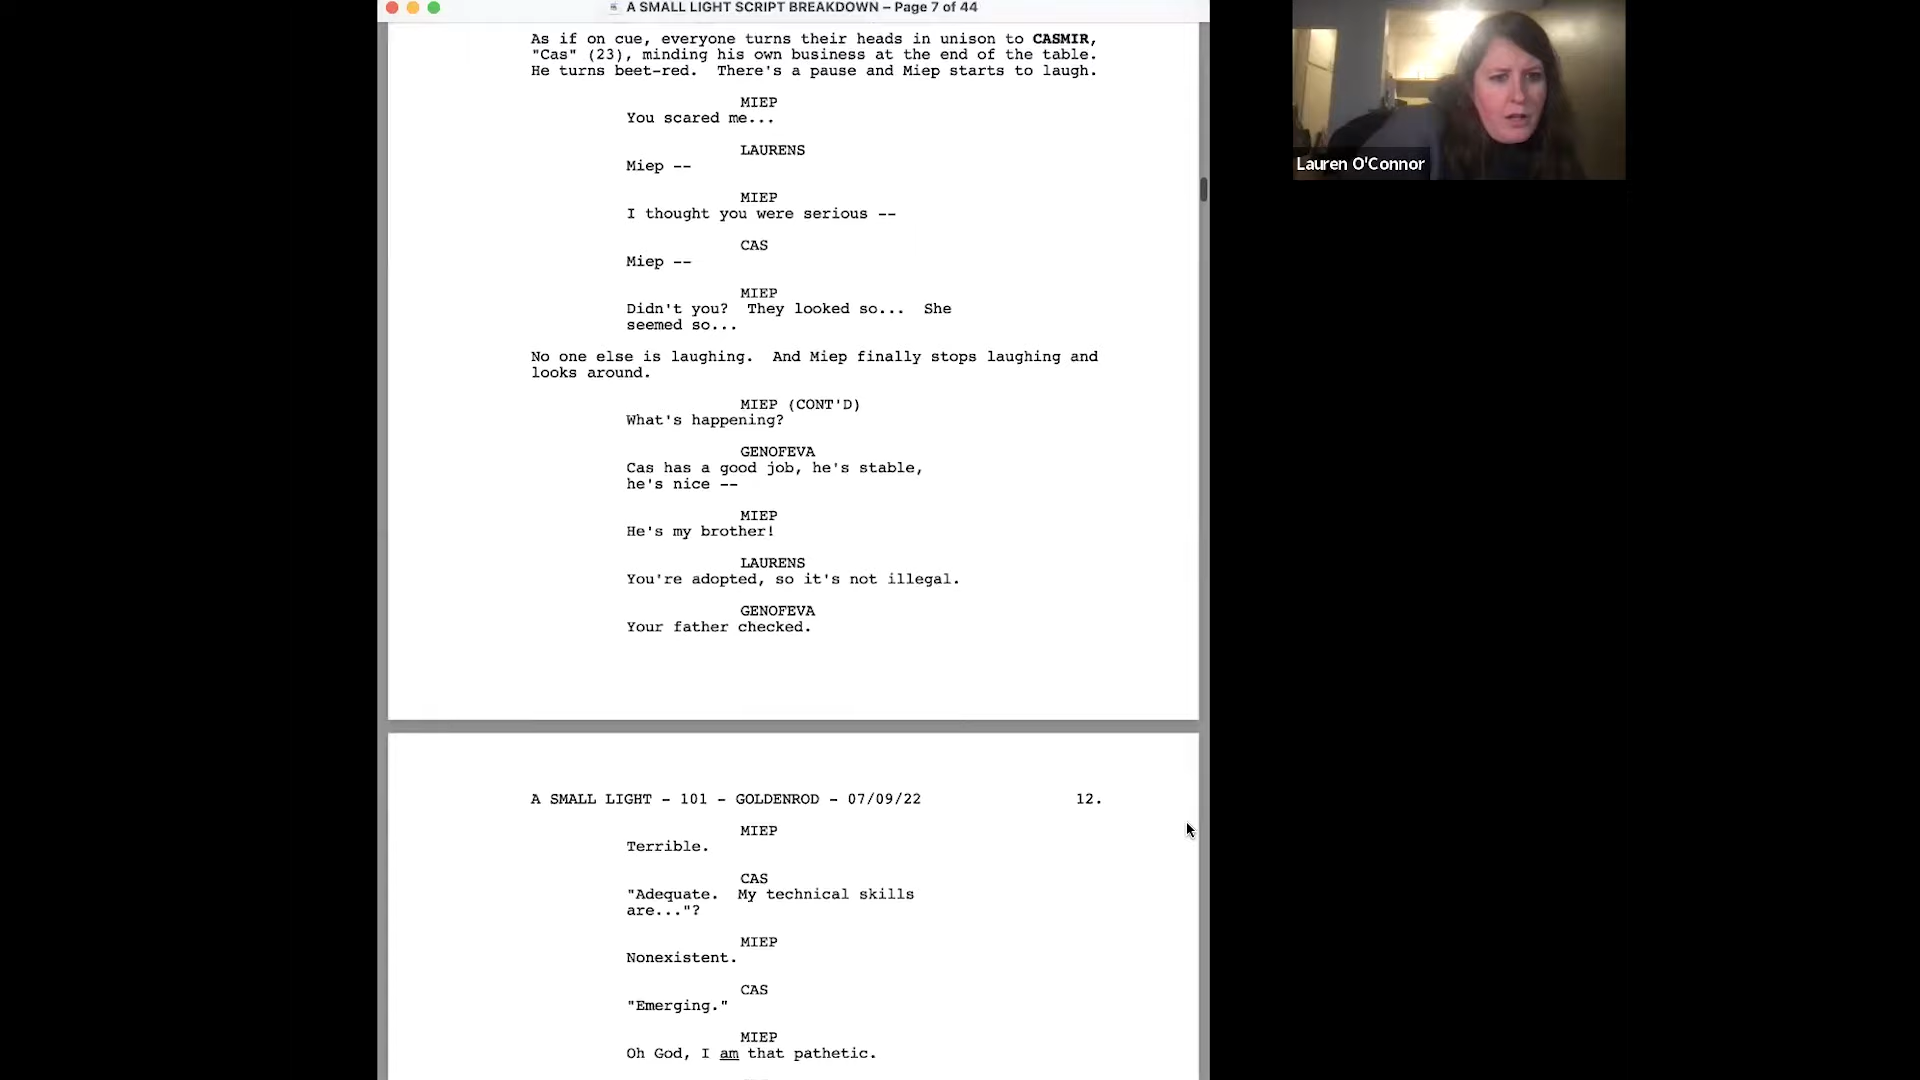 A SMALL LIGHT SCRIPT BREAKDOWN – Page 7 of 44
As if on cue, everyone turns their heads in unison to CASMIR,
"Cas" (23), minding his own business at the end of the table.
He turns beet-red. There's a pause and Miep starts to laugh.
MIEP
You scared me...
LAURENS
Miep --
MIEP
I thought you were serious --
CAS
Miep --
MIEP
Didn't you? They looked so... She
seemed so...
No one else is laughing. And Miep finally stops laughing and
looks around.
MIEP (CONT'D)
What's happening?
GENOFEVA
Cas has a good job, he's stable,
he's nice --
MIEP
He's my brother!
LAURENS
You're adopted, so it's not illegal.
GENOFEVA
Your father checked.
A SMALL LIGHT - 101 - GOLDENROD - 07/09/22 12.
MIEP
Terrible.
CAS
"Adequate. My technical skills
are..."?
MIEP
Nonexistent.
CAS
"Emerging."
MIEP
Oh God, I am that pathetic.
Lauren O'Connor